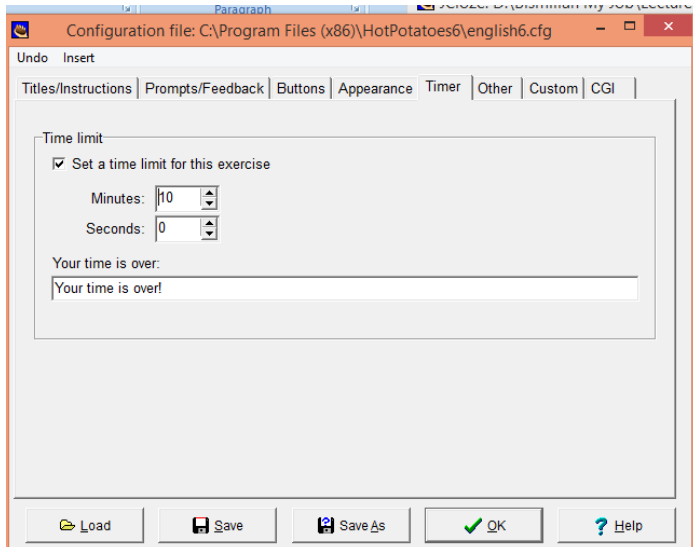 Paragraph
Configuration file: C:\Program Files (x86)\HotPotatoes6\english6.cfg
Undo Insert
Titles/Instructions Prompts/Feedback Buttons Appearance Timer Other Custom CGI
Time limit
Set a time limit for this exercise
Minutes: 10
Seconds: 0
Your time is over:
Your time is over!
Load Save Save As OK Help